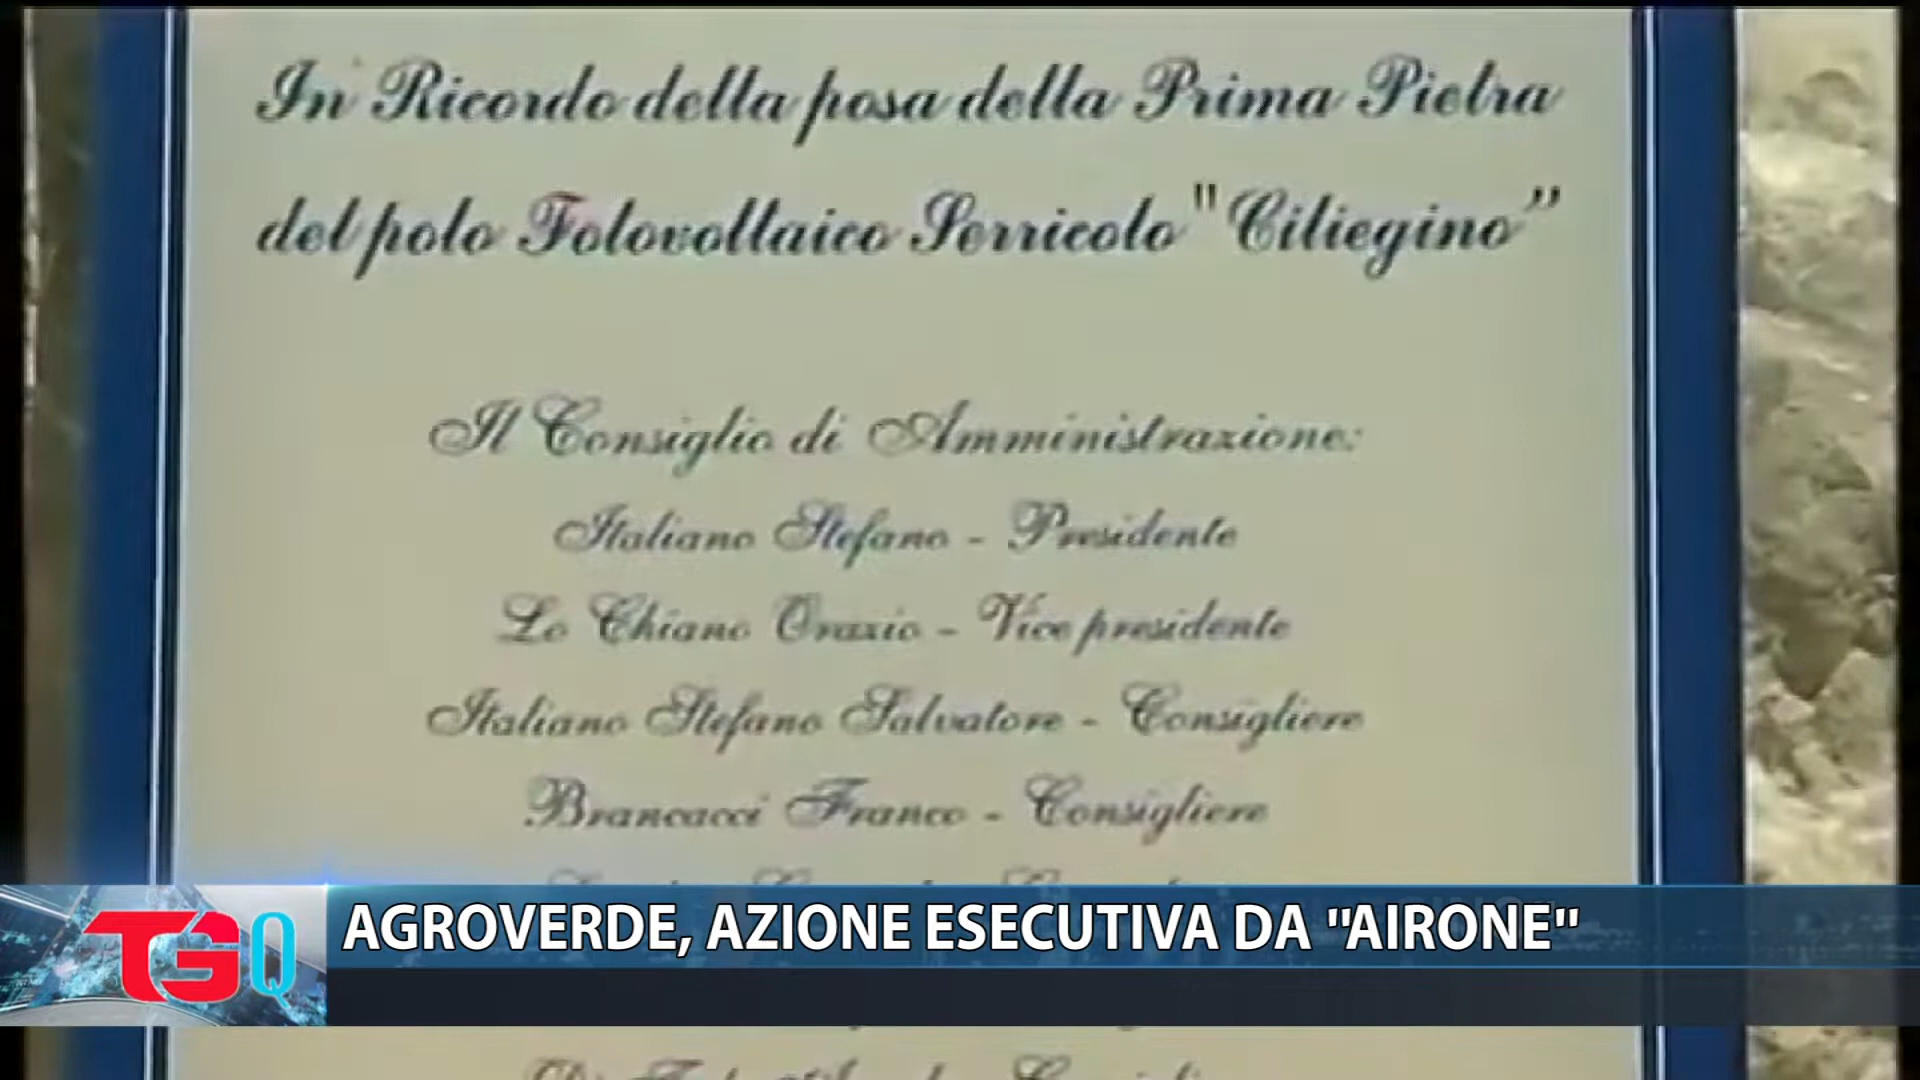 In Ricordo della posa della Prima Pietra
del polo Fotovoltaico Serricolo "Ciliegino"
Il Consiglio di Amministrazione:
Italiano Stefano - Presidente
Lo Chiano Orazio - Vice presidente
Italiano Stefano Salvatore - Consigliere
Brancacci Franco - Consigliere
TGQ
AGROVERDE, AZIONE ESECUTIVA DA "AIRONE"